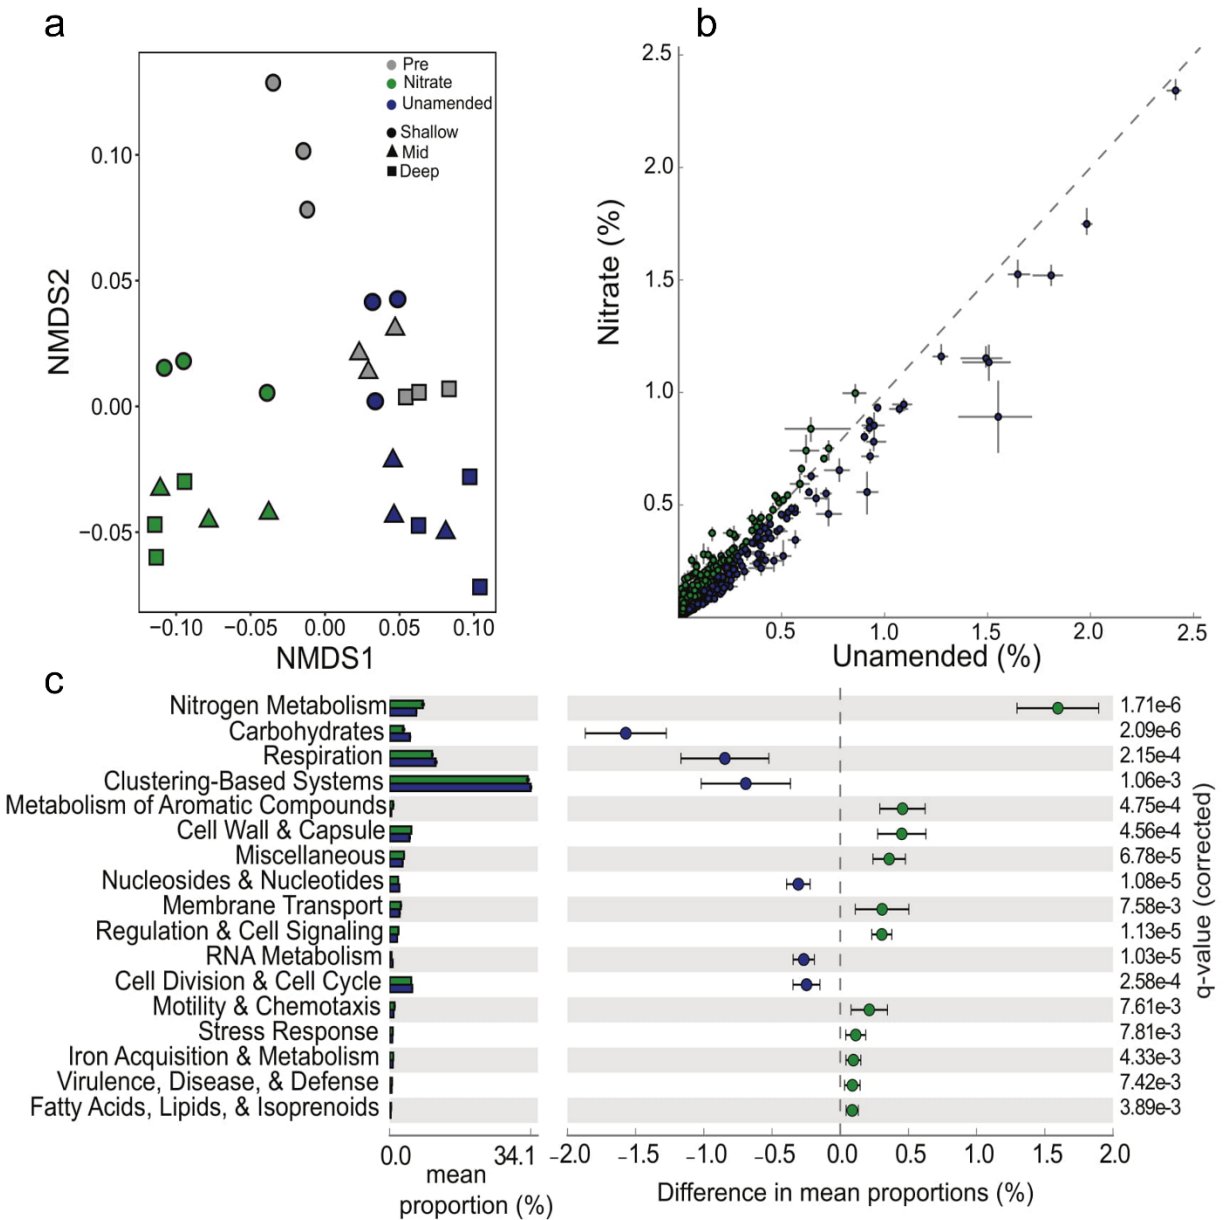 a
Pre
Nitrate
Unamended
Shallow
Mid
Deep
0.10
0.05
0.00
−0.05
NMDS2
−0.10
−0.05
0.00
0.05
0.10
NMDS1
b
2.5
2.0
1.5
1.0
0.5
Nitrate (%)
0.5
1.0
1.5
2.0
2.5
Unamended (%)
c
Nitrogen Metabolism 1.71e-6
Carbohydrates 2.09e-6
Respiration 2.15e-4
Clustering-Based Systems 1.06e-3
Metabolism of Aromatic Compounds 4.75e-4
Cell Wall & Capsule 4.56e-4
Miscellaneous 6.78e-5
Nucleosides & Nucleotides 1.08e-5
Membrane Transport 7.58e-3
Regulation & Cell Signaling 1.13e-5
RNA Metabolism 1.03e-5
Cell Division & Cell Cycle 2.58e-4
Motility & Chemotaxis 7.61e-3
Stress Response 7.81e-3
Iron Acquisition & Metabolism 4.33e-3
Virulence, Disease, & Defense 7.42e-3
Fatty Acids, Lipids, & Isoprenoids 3.89e-3
q-value (corrected)
0.0 34.1
mean
proportion (%)
−2.0 −1.5 −1.0 −0.5 0.0 0.5 1.0 1.5 2.0
Difference in mean proportions (%)